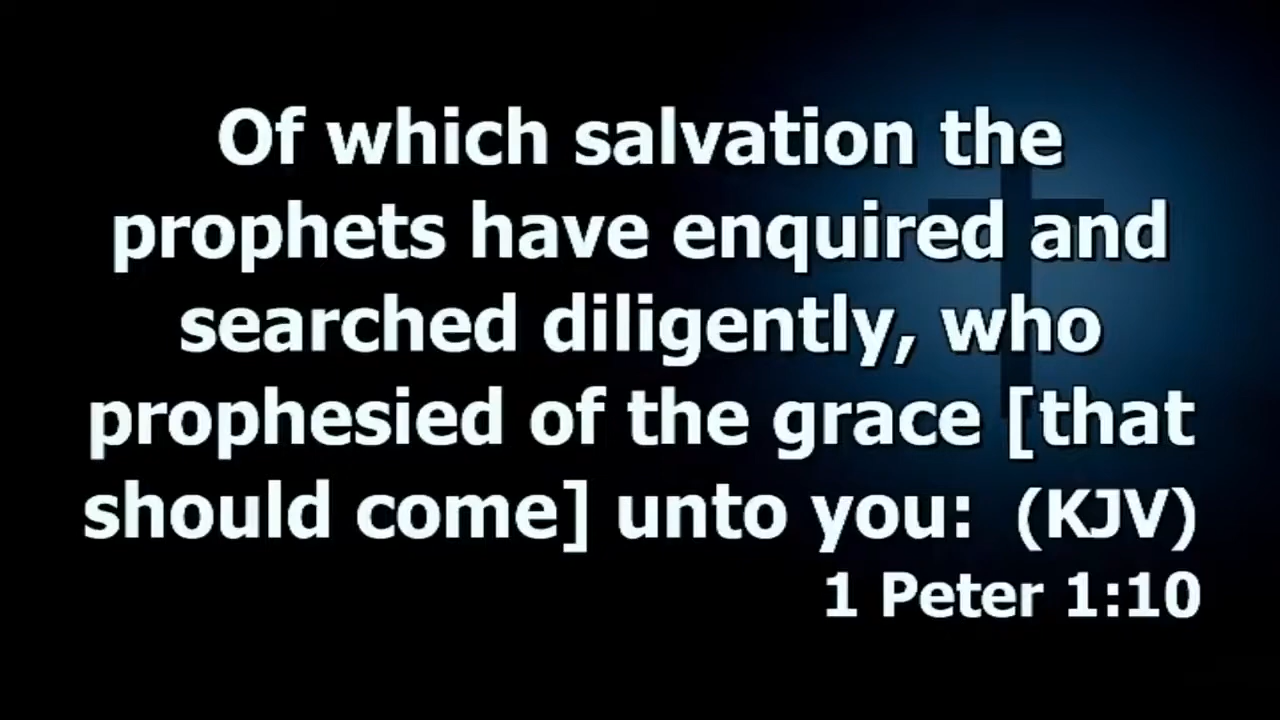 Of which salvation the
prophets have enquired and
searched diligently, who
prophesied of the grace [that
should come] unto you:  (KJV)
1 Peter 1:10